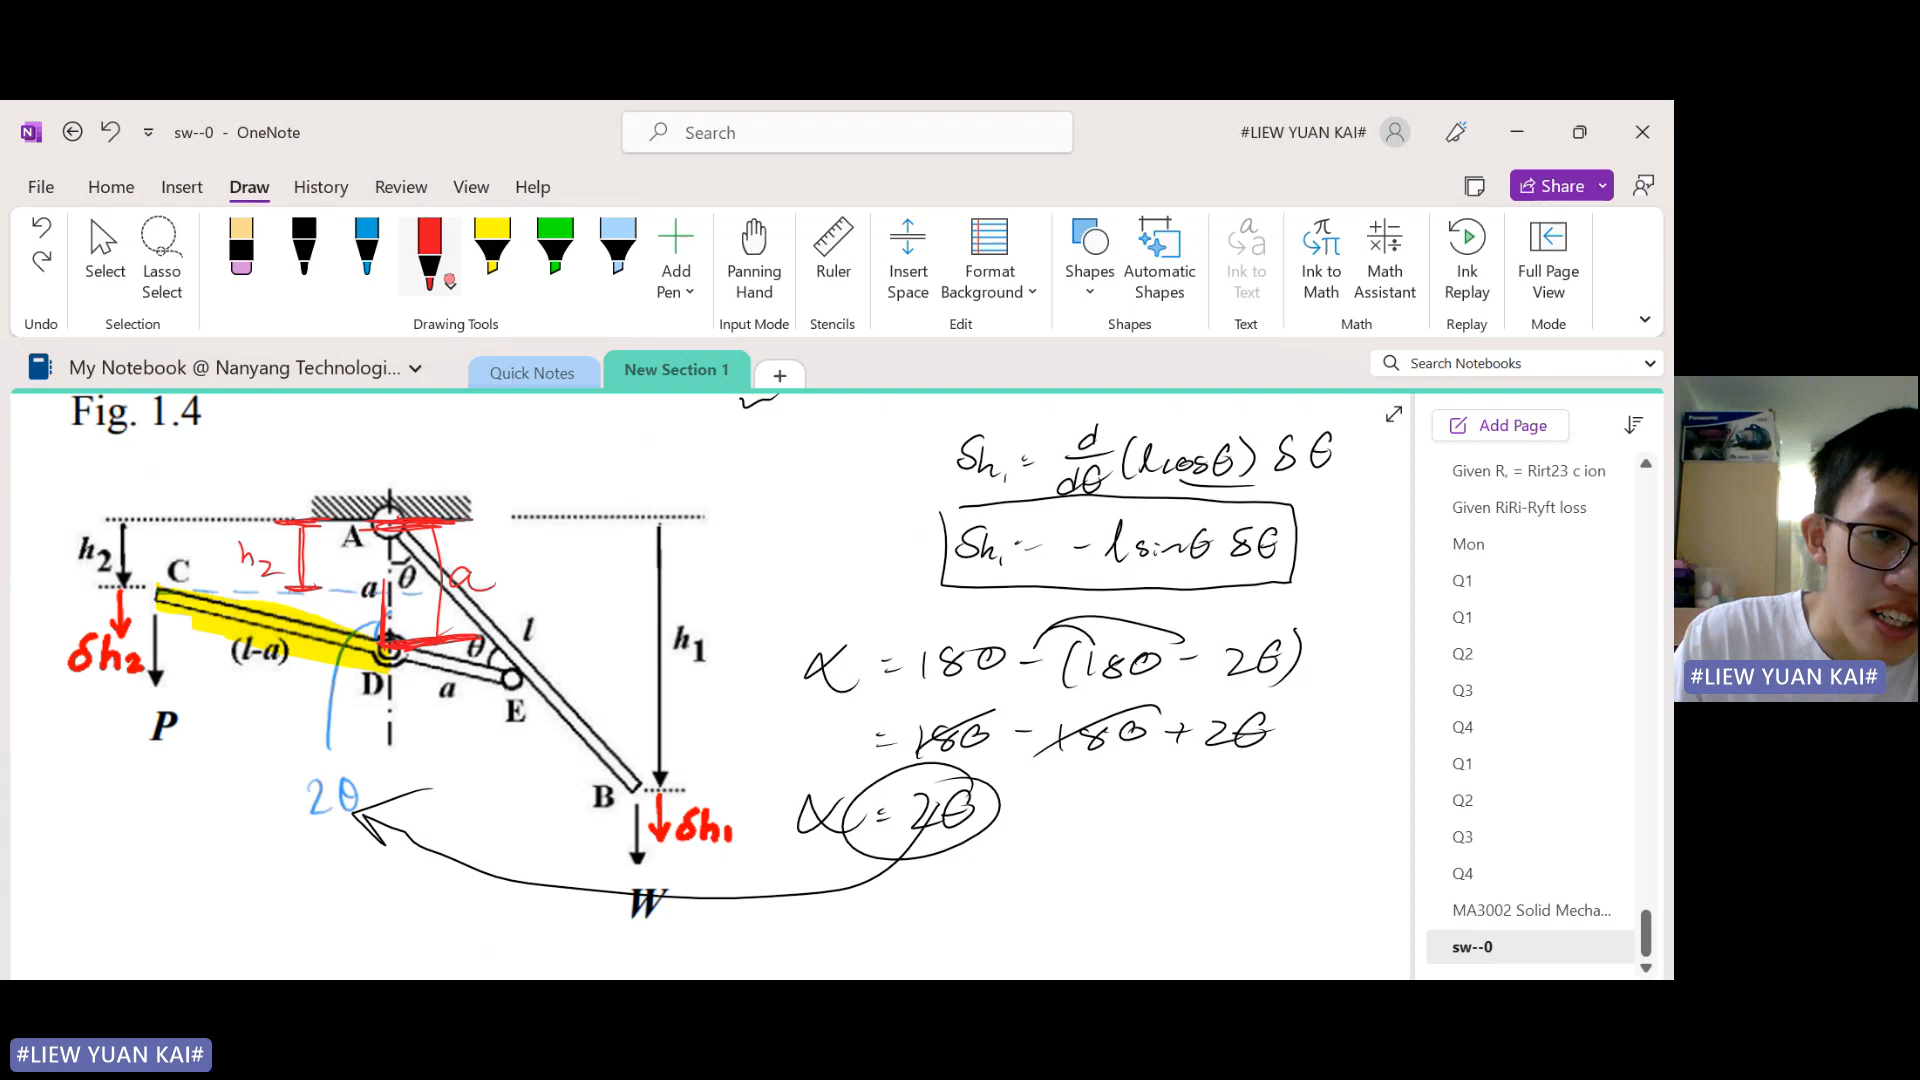 sw--0 - OneNote
Search
#LIEW YUAN KAI#
File Home Insert Draw History Review View Help
Share
Select
Lasso Select
Add Pen
Panning Hand
Ruler
Insert Space
Format Background
Shapes
Automatic Shapes
Ink to Text
Ink to Math
Math Assistant
Ink Replay
Full Page View
Undo
Selection
Drawing Tools
Input Mode
Stencils
Edit
Shapes
Text
Math
Replay
Mode
My Notebook @ Nanyang Technologi...
Quick Notes
New Section 1
Search Notebooks
Fig. 1.4
h₂
C
h₂
A
θ
a
a
l
(l-a)
θ
D
a
E
h₁
δh₂
P
2θ
B
δh₁
W
δh₁ = d/dθ (l cosθ) δθ
δh₁ = - l sinθ δθ
α = 180 - (180 - 2θ)
= 180 - 180 + 2θ
α = 2θ
Add Page
Given R, = Rirt23 c ion
Given RiRi-Ryft loss
Mon
Q1
Q1
Q2
Q3
Q4
Q1
Q2
Q3
Q4
MA3002 Solid Mecha...
sw--0
#LIEW YUAN KAI#
#LIEW YUAN KAI#